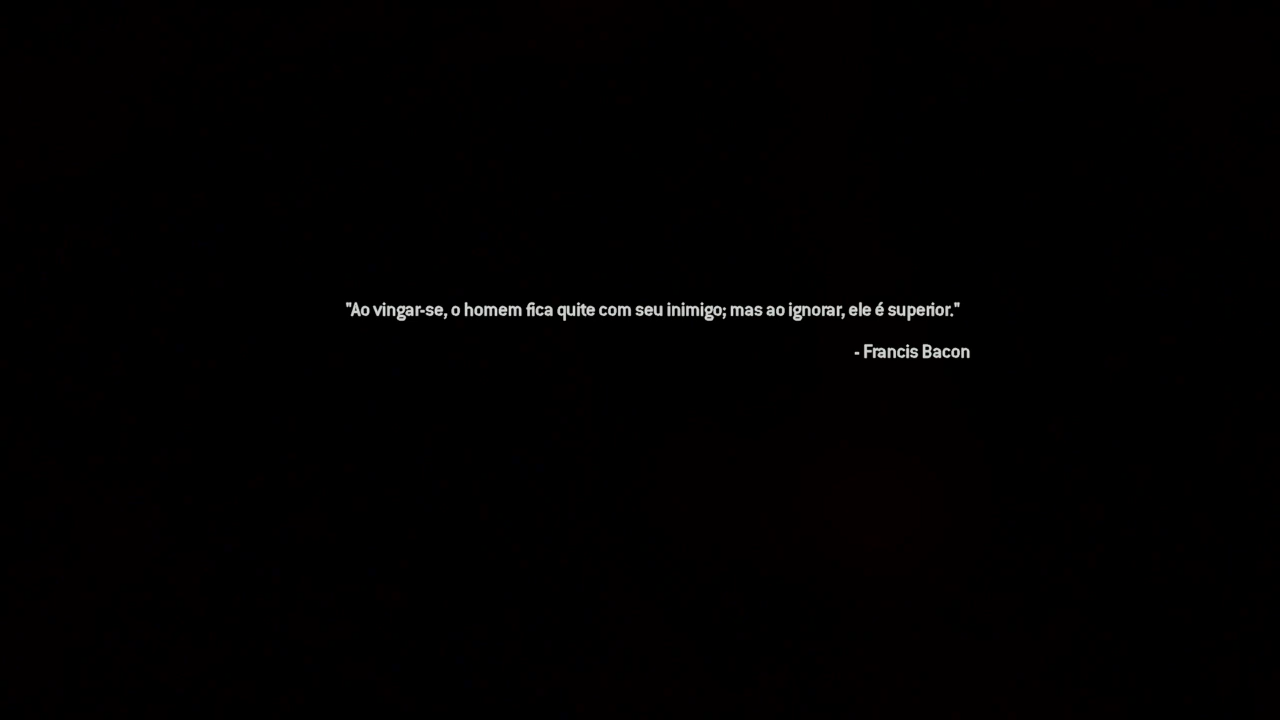 "Ao vingar-se, o homem fica quite com seu inimigo; mas ao ignorar, ele é superior."
- Francis Bacon